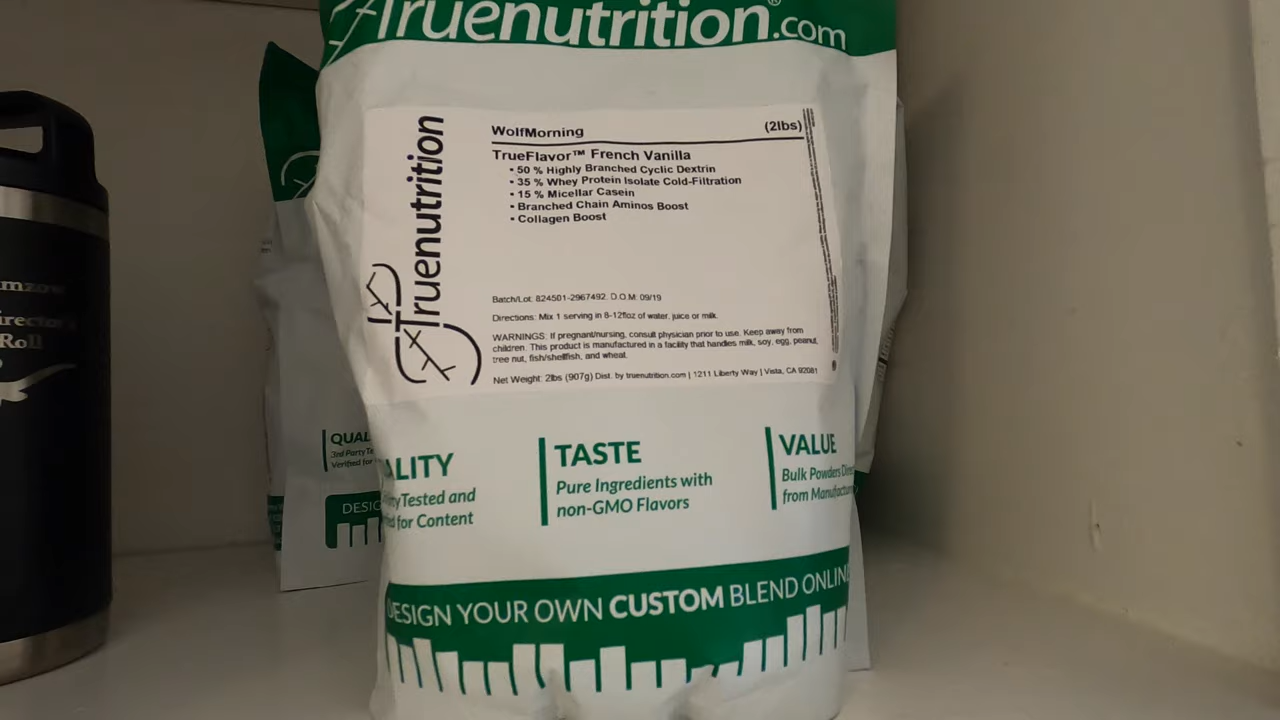 Truenutrition®.com
Truenutrition
WolfMorning (2lbs)
TrueFlavor™ French Vanilla
• 50 % Highly Branched Cyclic Dextrin
• 35 % Whey Protein Isolate Cold-Filtration
• 15 % Micellar Casein
• Branched Chain Aminos Boost
• Collagen Boost
Batch/Lot: 824501-2967492. D.O.M: 09/19
Directions: Mix 1 serving in 8-12floz of water, juice or milk.
WARNINGS: If pregnant/nursing, consult physician prior to use. Keep away from
children. This product is manufactured in a facility that handles milk, soy, egg, peanut,
tree nut, fish/shellfish, and wheat.
Net Weight: 2lbs (907g) Dist. by truenutrition.com | 1211 Liberty Way | Vista, CA 92081
ALITY
Tested and
for Content
TASTE
Pure Ingredients with
non-GMO Flavors
VALUE
Bulk Powders
from
DESIGN YOUR OWN CUSTOM BLEND ONLINE
QUAL
3rd Party Te
Verified for
DESIG
mzow
irector
Roll